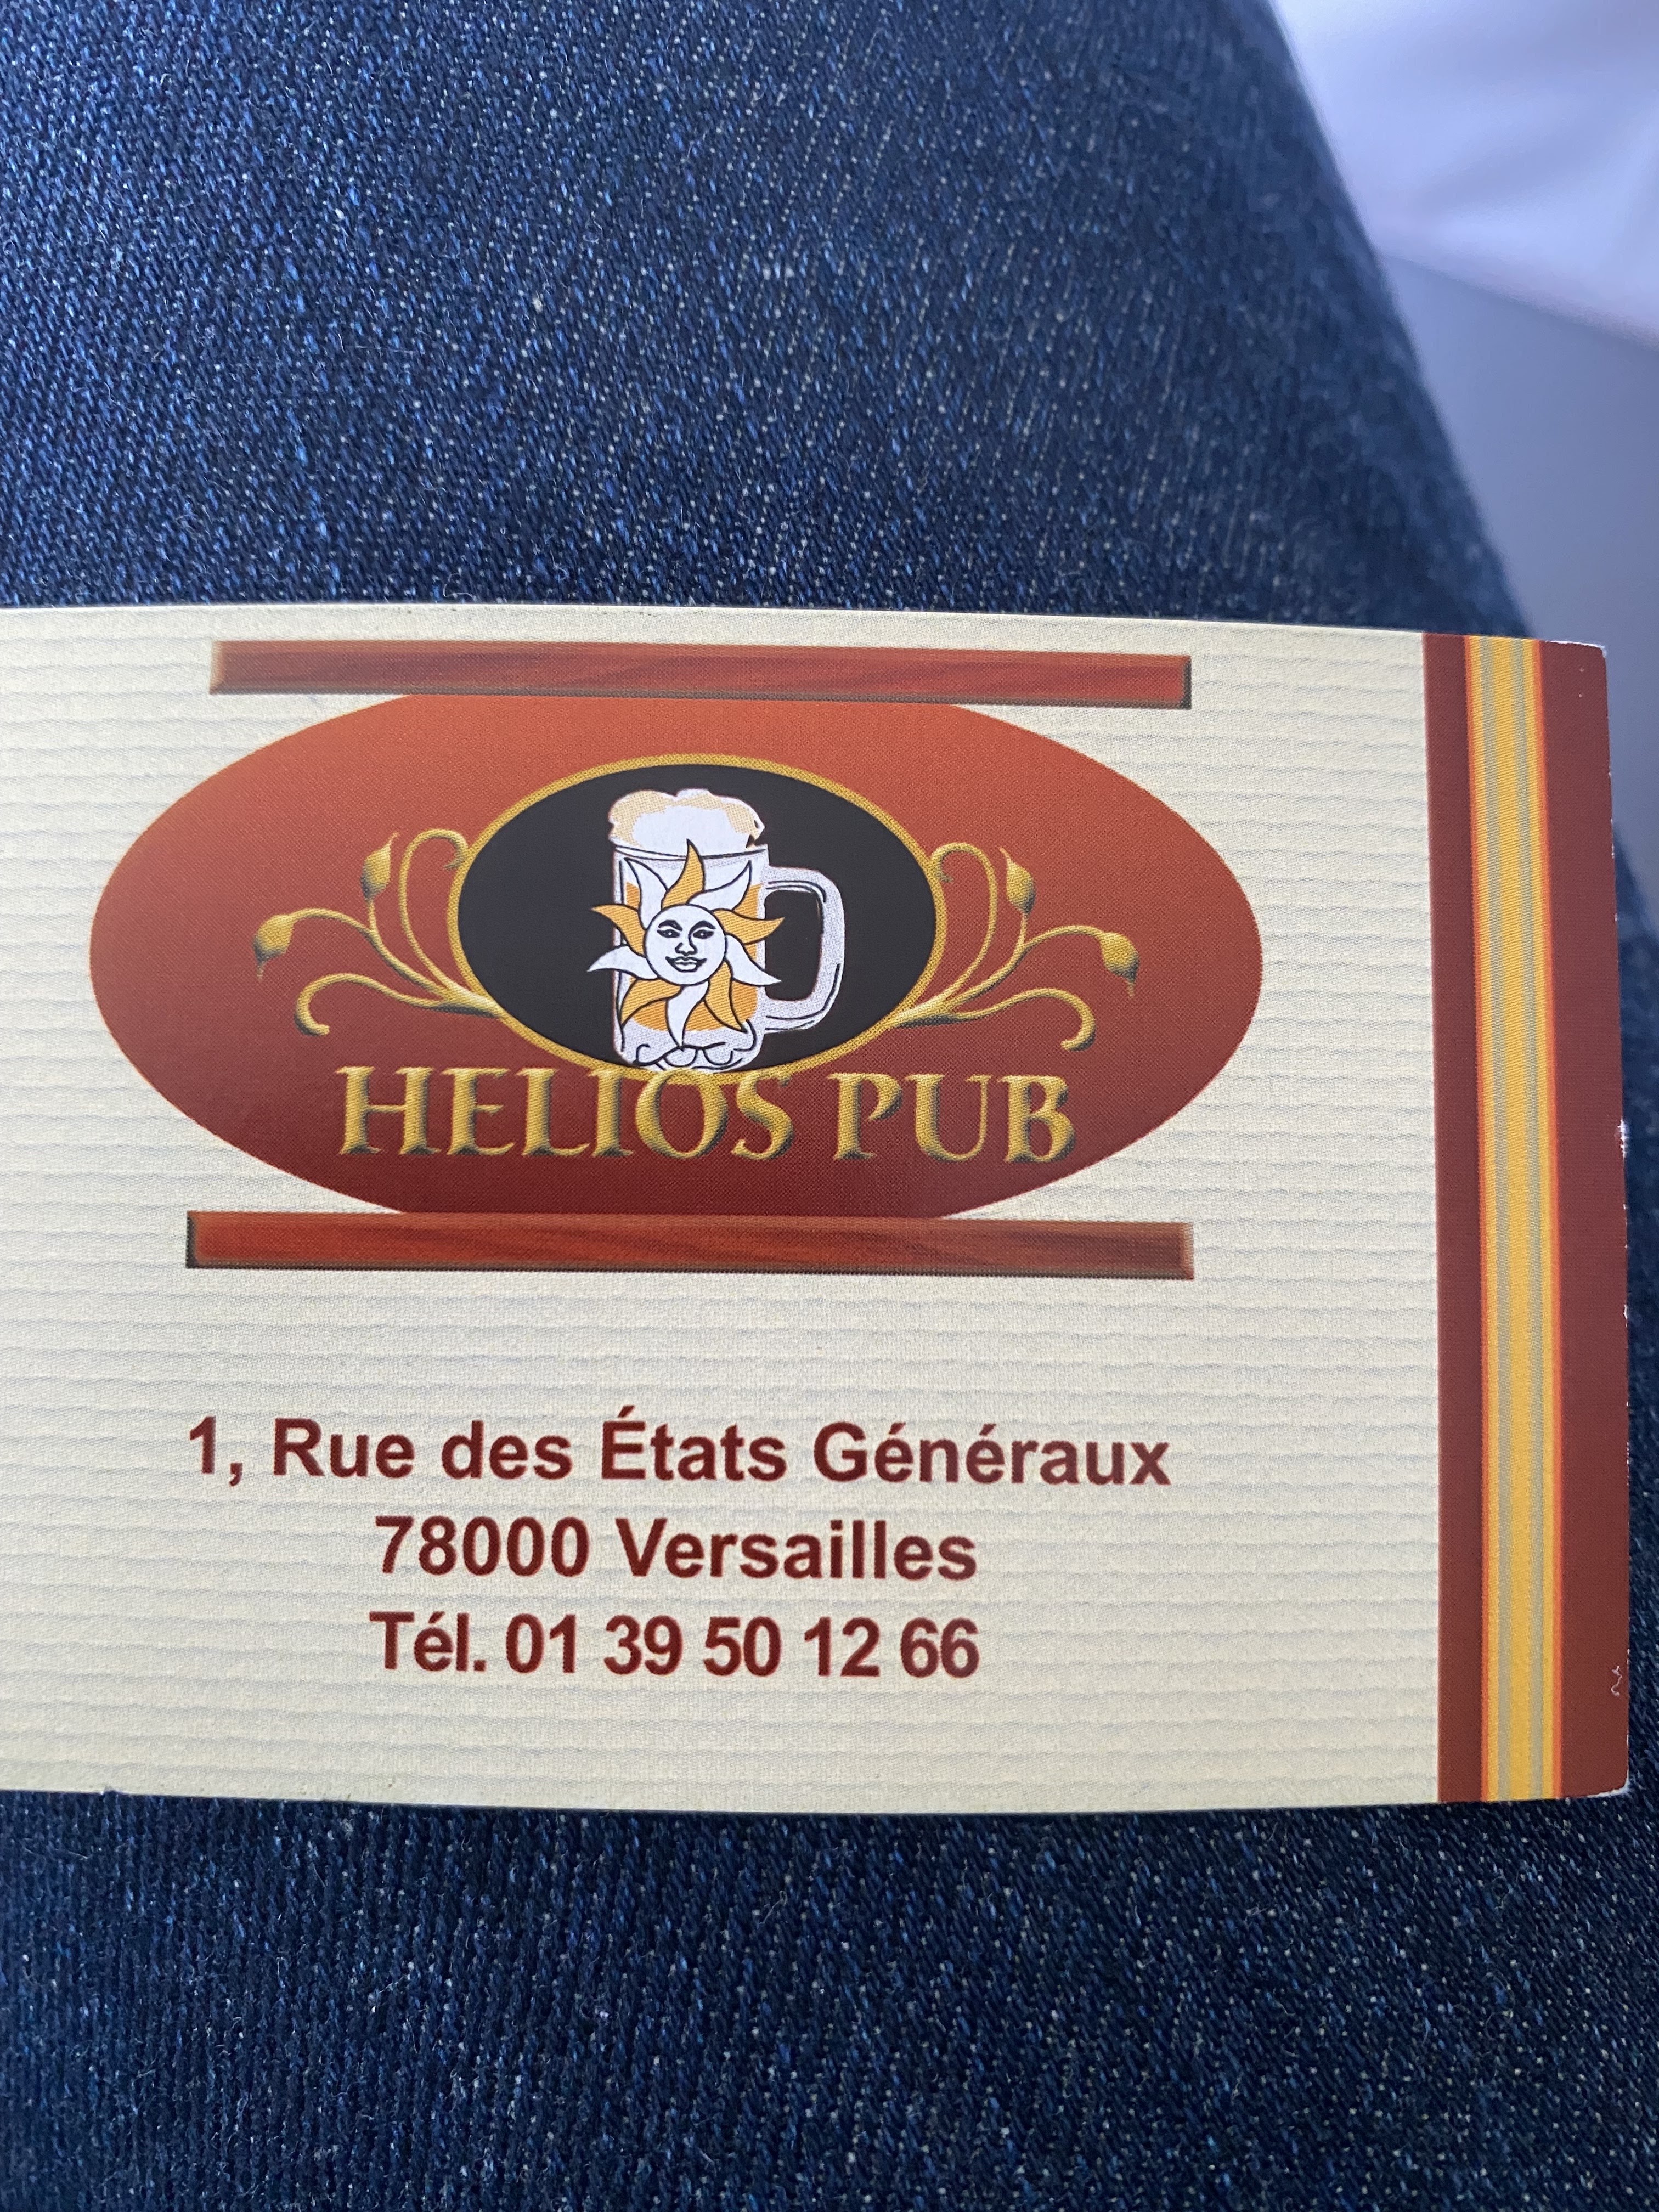 HELIOS PUB
1, Rue des États Généraux
78000 Versailles
Tél. 01 39 50 12 66